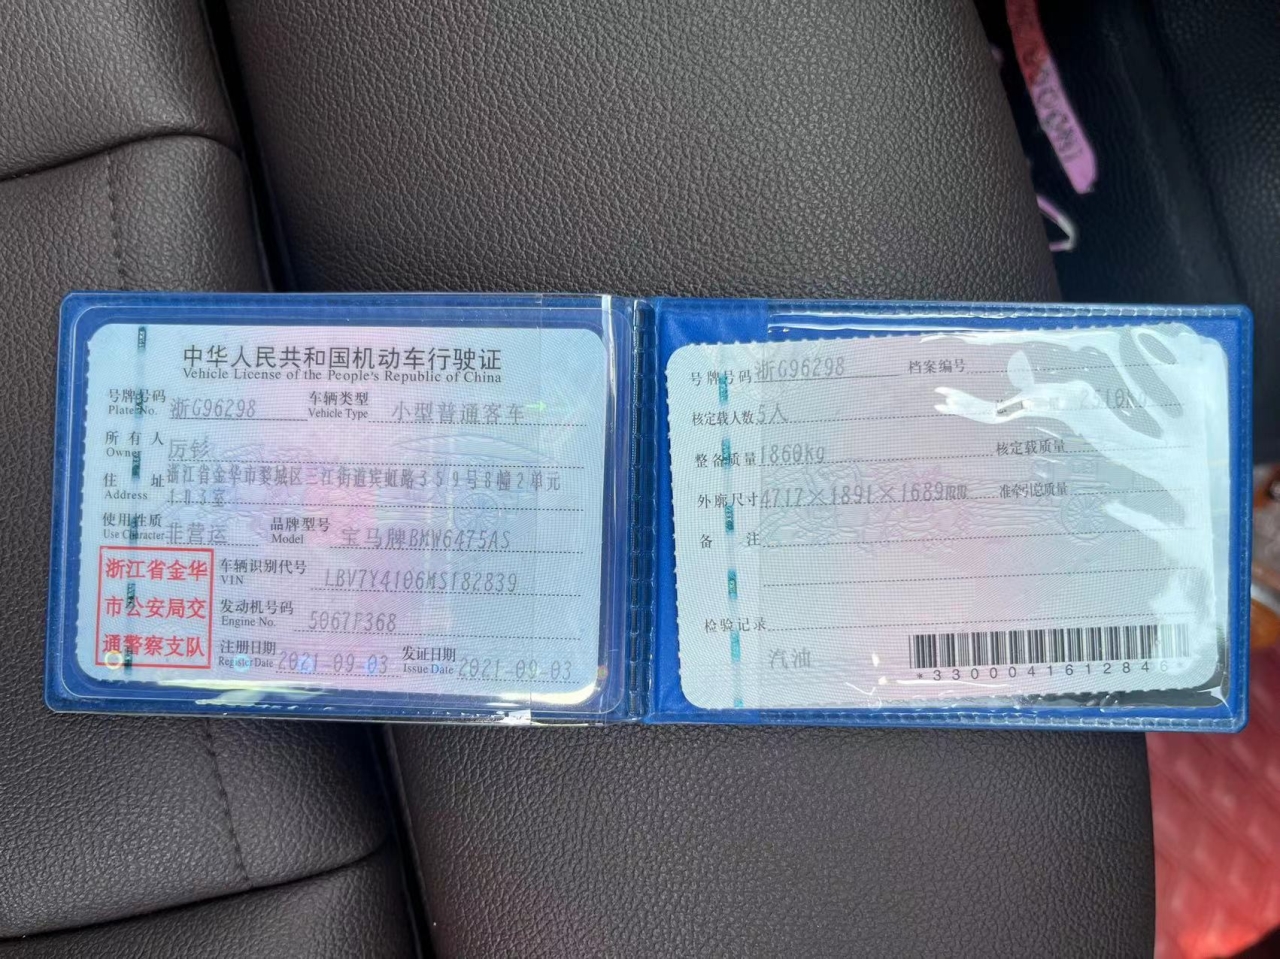 中华人民共和国机动车行驶证
Vehicle License of the People's Republic of China
号牌号码 浙G96298 车辆类型 小型普通客车
Plate No. Vehicle Type
所有人 厉钐
Owner
住址 浙江省金华市婺城区三江街道宾虹路359号8幢2单元
Address 403室
使用性质 非营运 品牌型号 宝马牌BMW6475AS
Use Character Model
浙江省金华
市公安局交
通警察支队
车辆识别代号 LBV7Y4106MS182839
VIN
发动机号码 5067F368
Engine No.
注册日期 2021-09-03 发证日期 2021-09-03
Register Date Issue Date
号牌号码 浙G96298 档案编号
核定载人数 5人 2510kg
整备质量 1860kg 核定载质量
外廓尺寸 4717×1891×1689mm 准牵引总质量
备注
检验记录
汽油
*3300041612846*